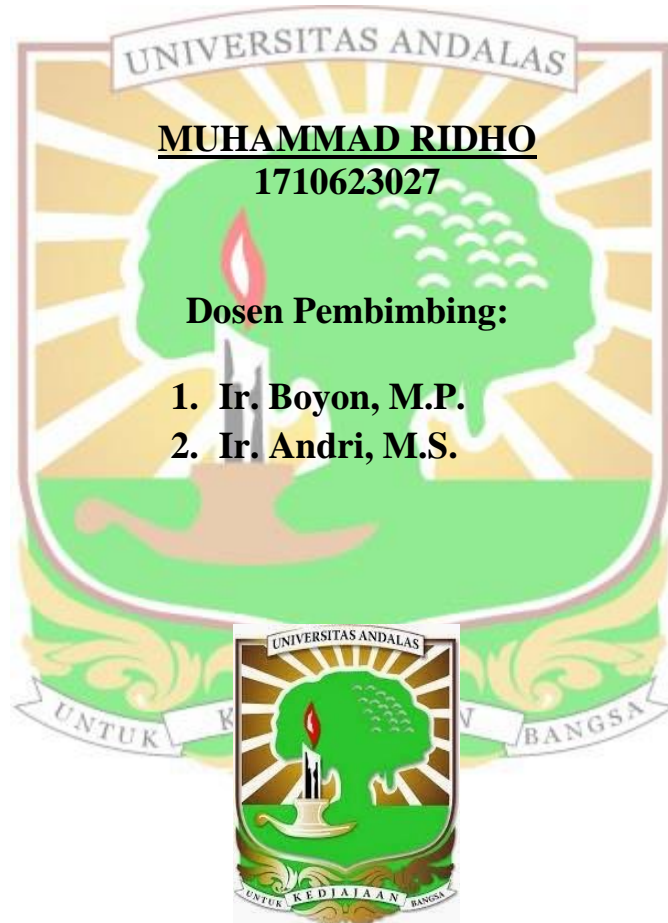 UNIVERSITAS ANDALAS
MUHAMMAD RIDHO
1710623027
Dosen Pembimbing:
1. Ir. Boyon, M.P.
2. Ir. Andri, M.S.
UNIVERSITAS ANDALAS
UNTUK K N BANGSA
UNTUK KEDJAJAAN BANGSA